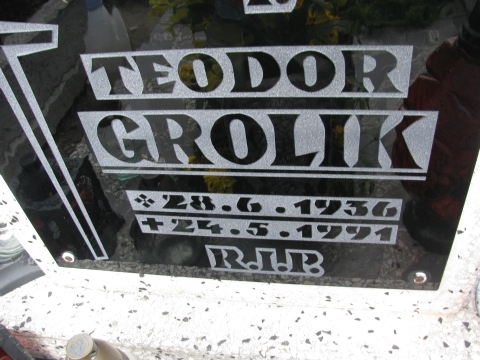 TEODOR
GROLIK
※ 28.6.1936
+ 24.5.1991
R.I.P.